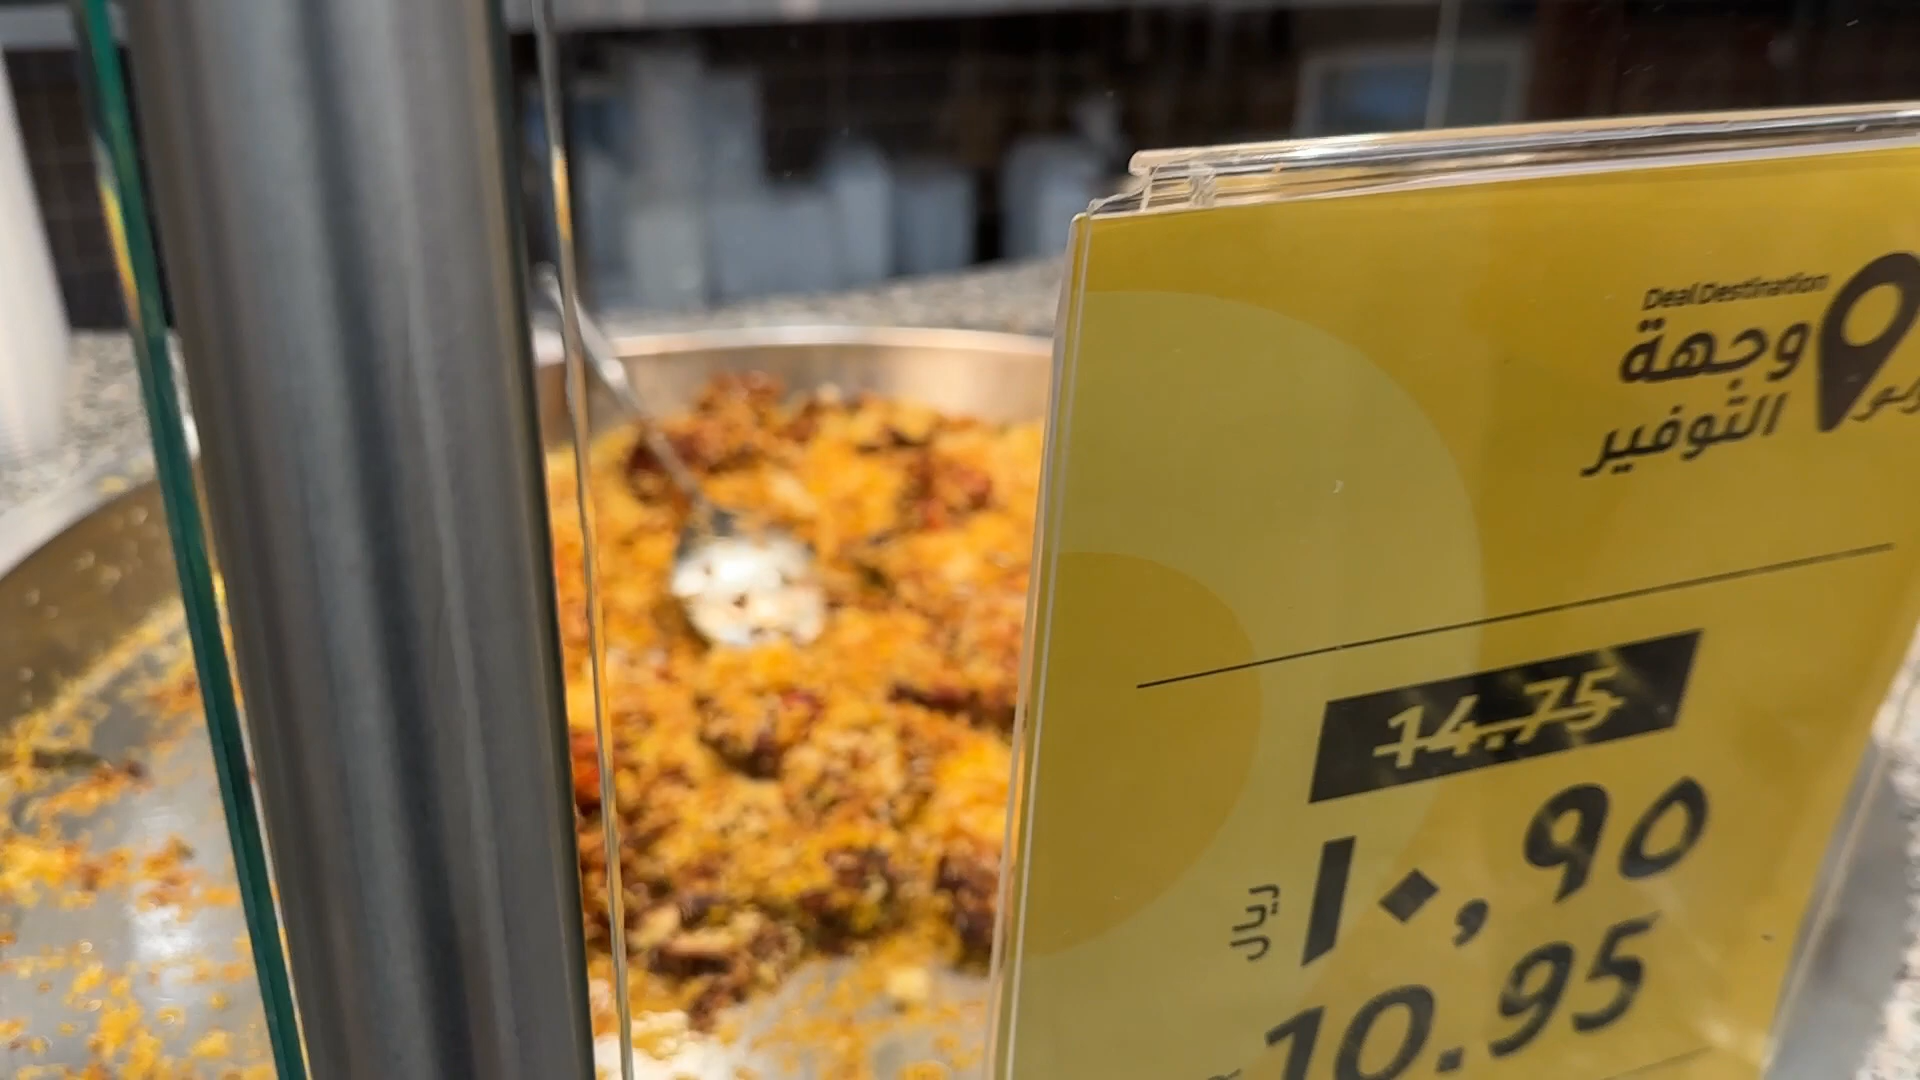 Deal Destination
وجهة
التوفير
14.75
١٠,٩٥
ريال
10.95